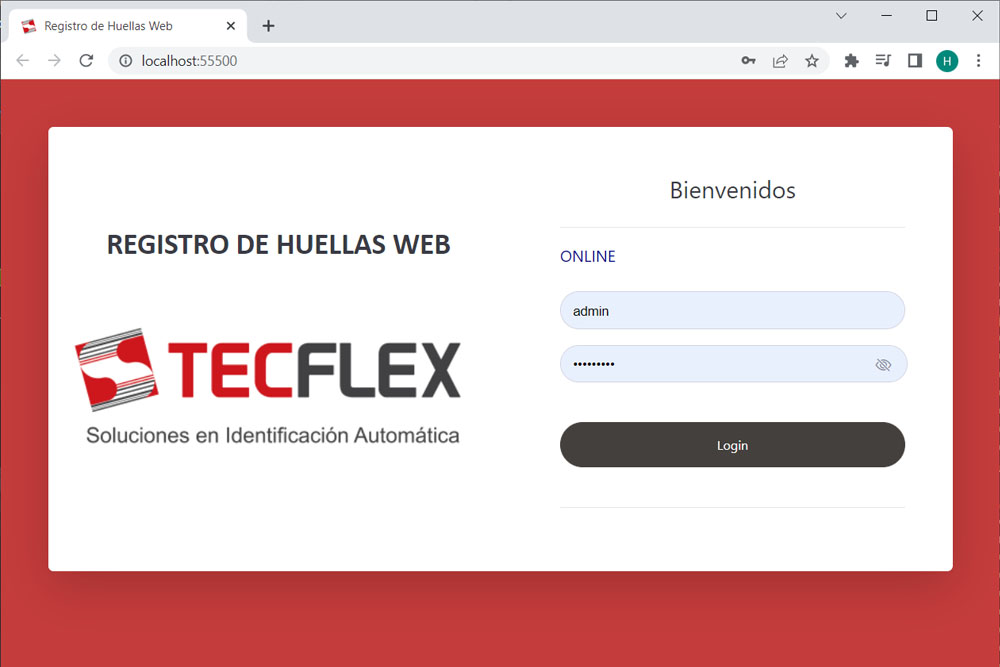 Registro de Huellas Web
localhost:55500
H
REGISTRO DE HUELLAS WEB
TECFLEX
Soluciones en Identificación Automática
Bienvenidos
ONLINE
admin
•••••••••
Login